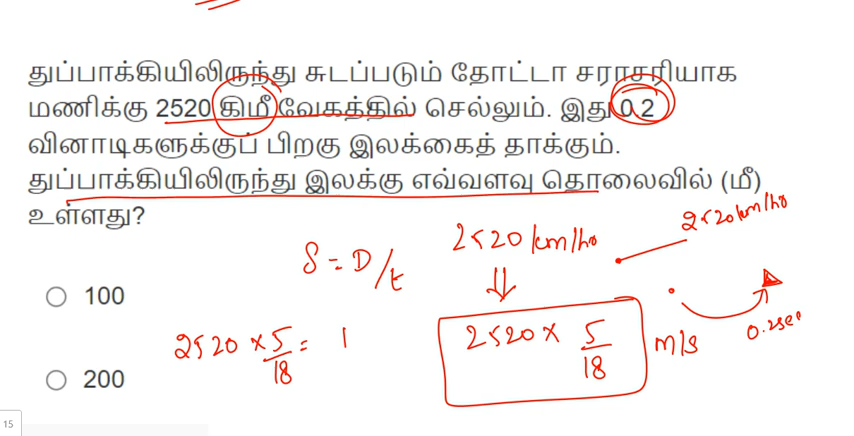 துப்பாக்கியிலிருந்து சுடப்படும் தோட்டா சராசரியாக
மணிக்கு 2520 கிமீ வேகத்தில் செல்லும். இது 0.2
வினாடிகளுக்குப் பிறகு இலக்கைத் தாக்கும்.
துப்பாக்கியிலிருந்து இலக்கு எவ்வளவு தொலைவில் (மீ)
உள்ளது?
2520 km/hr
2520 km/hr
S = D/t
100
0.2sec
2520 × 5/18 =
2520 × 5/18 m/s
200
15